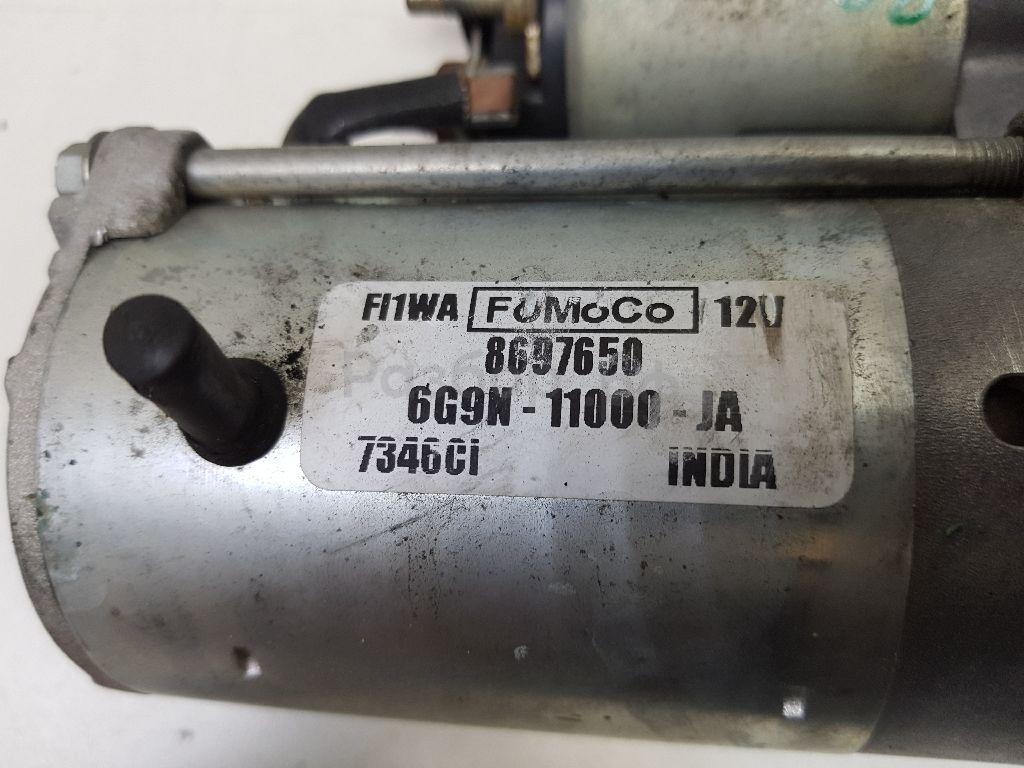 FI1WA FoMoCo 12V
8697650
6G9N - 11000 - JA
7346CI INDIA